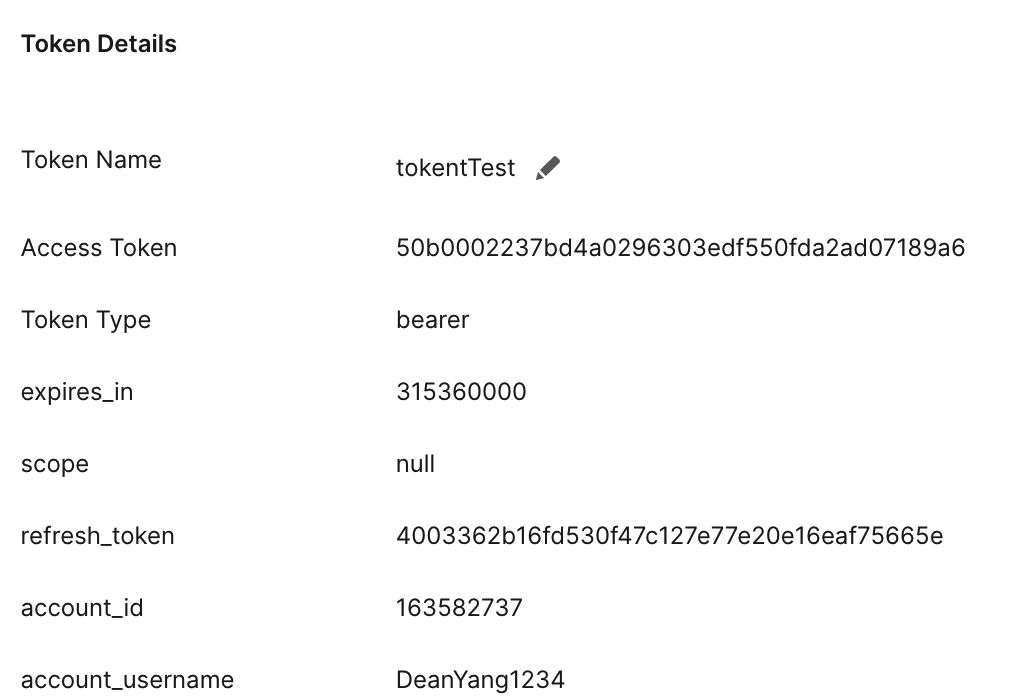 Token Details
Token Name tokentTest
Access Token 50b0002237bd4a0296303edf550fda2ad07189a6
Token Type bearer
expires_in 315360000
scope null
refresh_token 4003362b16fd530f47c127e77e20e16eaf75665e
account_id 163582737
account_username DeanYang1234